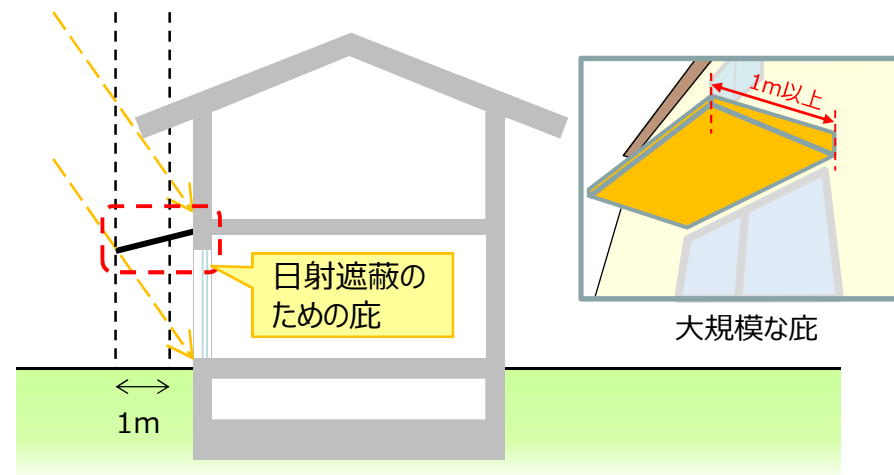 1m以上
日射遮蔽の
ための庇
大規模な庇
1m